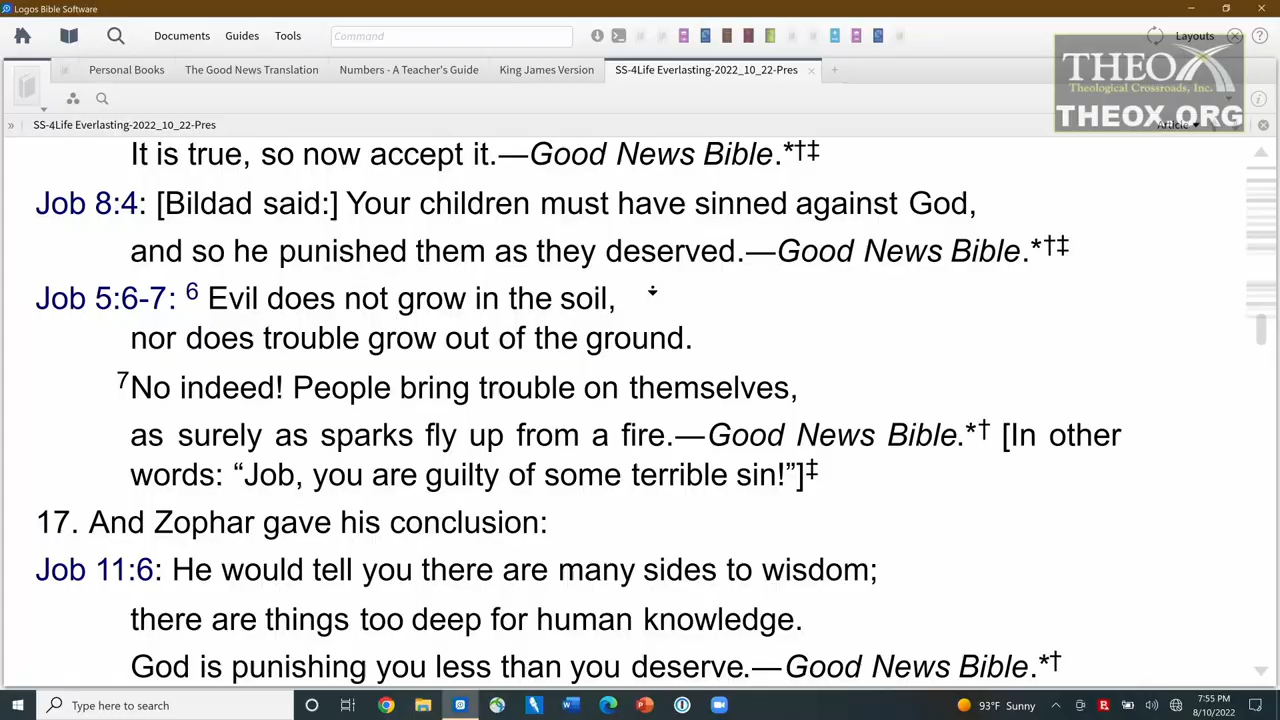 Logos Bible Software
Documents Guides Tools Command Layouts
Personal Books The Good News Translation Numbers - A Teachers Guide King James Version SS-4Life Everlasting-2022_10_22-Pres
THEOX
Theological Crossroads, Inc.
THEOX.ORG
» SS-4Life Everlasting-2022_10_22-Pres Article
It is true, so now accept it.—Good News Bible.*†‡
Job 8:4: [Bildad said:] Your children must have sinned against God,
and so he punished them as they deserved.—Good News Bible.*†‡
Job 5:6-7: 6 Evil does not grow in the soil,
nor does trouble grow out of the ground.
7No indeed! People bring trouble on themselves,
as surely as sparks fly up from a fire.—Good News Bible.*† [In other
words: “Job, you are guilty of some terrible sin!”]‡
17. And Zophar gave his conclusion:
Job 11:6: He would tell you there are many sides to wisdom;
there are things too deep for human knowledge.
God is punishing you less than you deserve.—Good News Bible.*†
Type here to search
93°F Sunny
7:55 PM
8/10/2022